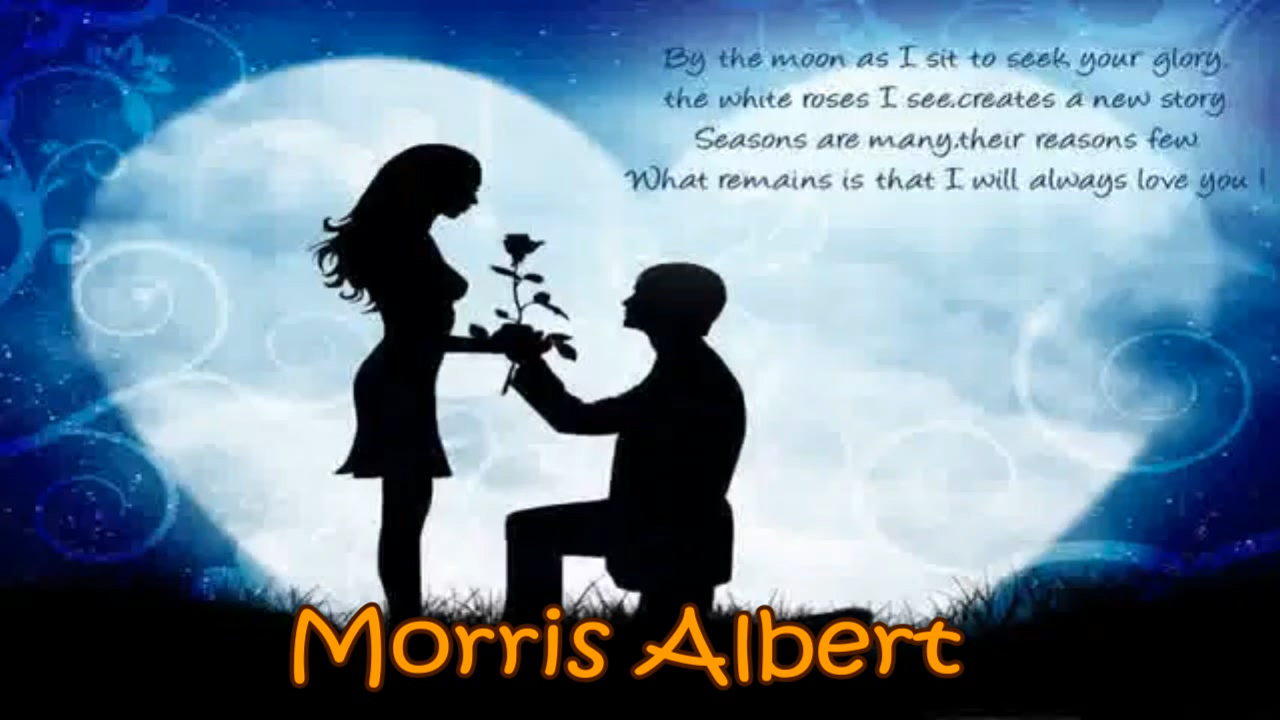 By the moon as I sit to seek your glory.
the white roses I see.creates a new story
Seasons are many.their reasons few
What remains is that I will always love you !
Morris Albert